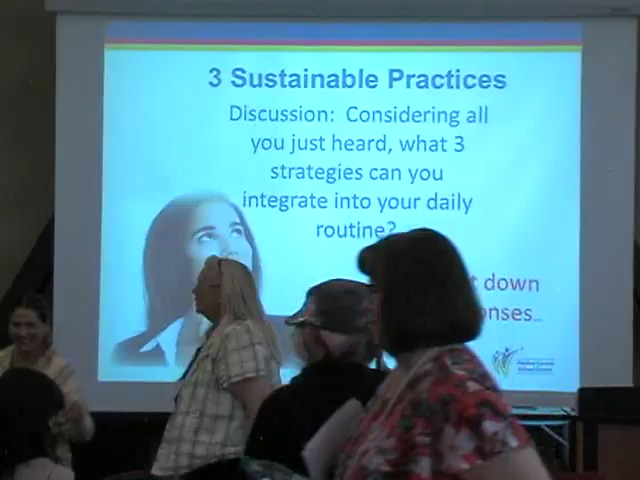 3 Sustainable Practices
Discussion: Considering all
you just heard, what 3
strategies can you
integrate into your daily
routine?
down